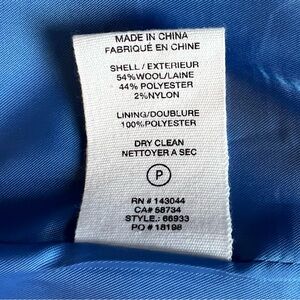 MADE IN CHINA
FABRIQUÉ EN CHINE
SHELL / EXTERIEUR
54%WOOL/LAINE
44% POLYESTER
2%NYLON
LINING/DOUBLURE
100%POLYESTER
DRY CLEAN
NETTOYER A SEC
P
RN # 143044
CA# 58734
STYLE.: 66933
PO # 18198